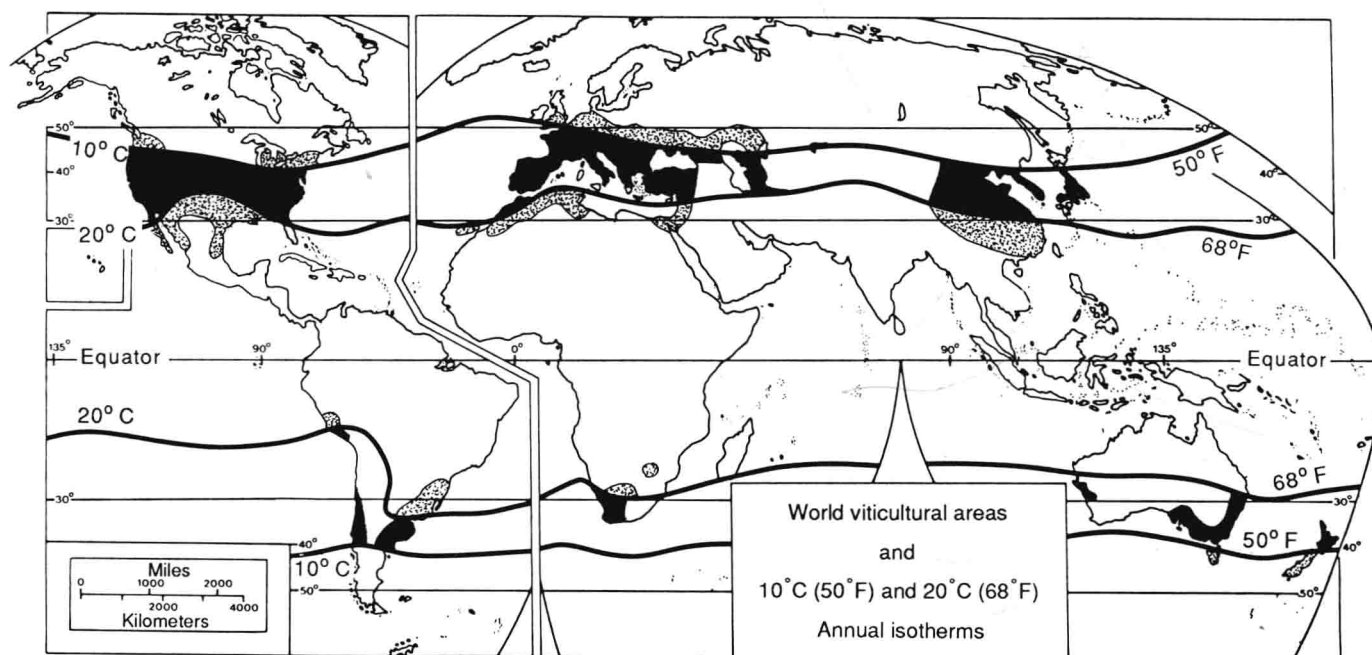 50°
50°
10°C
50°F
40°
40°
30°
30°
20°C
68°F
135°
Equator
90°
0°
90°
135°
Equator
20°C
68°F
30°
30°
World viticultural areas
and
10°C (50°F) and 20°C (68°F)
Annual isotherms
40°
50°F
40°
10°C
50°
50°
Miles
0 1000 2000
0 2000 4000
Kilometers